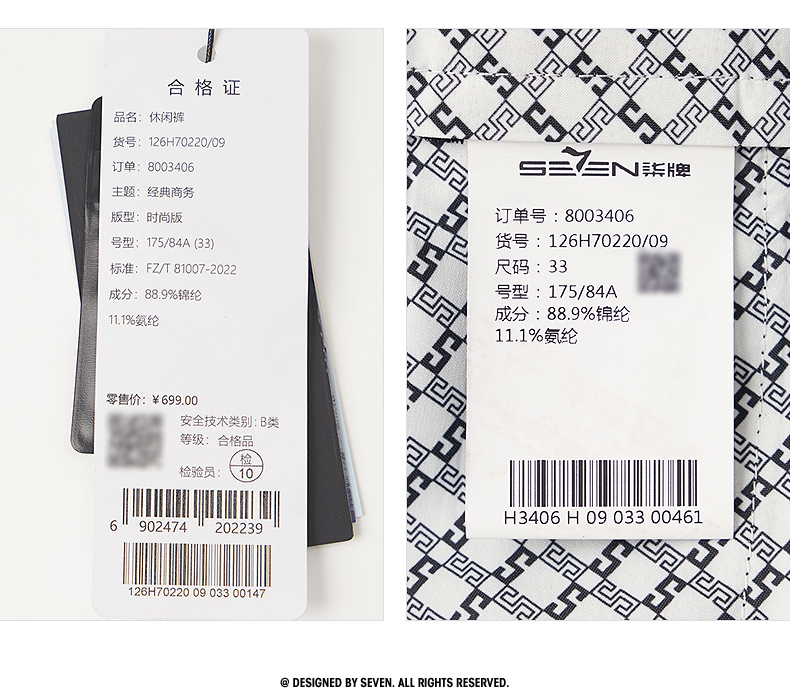 合格证
品名：休闲裤
货号：126H70220/09
订单：8003406
主题：经典商务
版型：时尚版
号型：175/84A (33)
标准：FZ/T 81007-2022
成分：88.9%锦纶
11.1%氨纶
零售价：￥699.00
安全技术类别：B类
等级：合格品
检验员：检 10
6 902474 202239
126H70220 09 033 00147
SEVEN柒牌
订单号：8003406
货号：126H70220/09
尺码：33
号型：175/84A
成分：88.9%锦纶
11.1%氨纶
H3406 H 09 033 00461
@ DESIGNED BY SEVEN. ALL RIGHTS RESERVED.